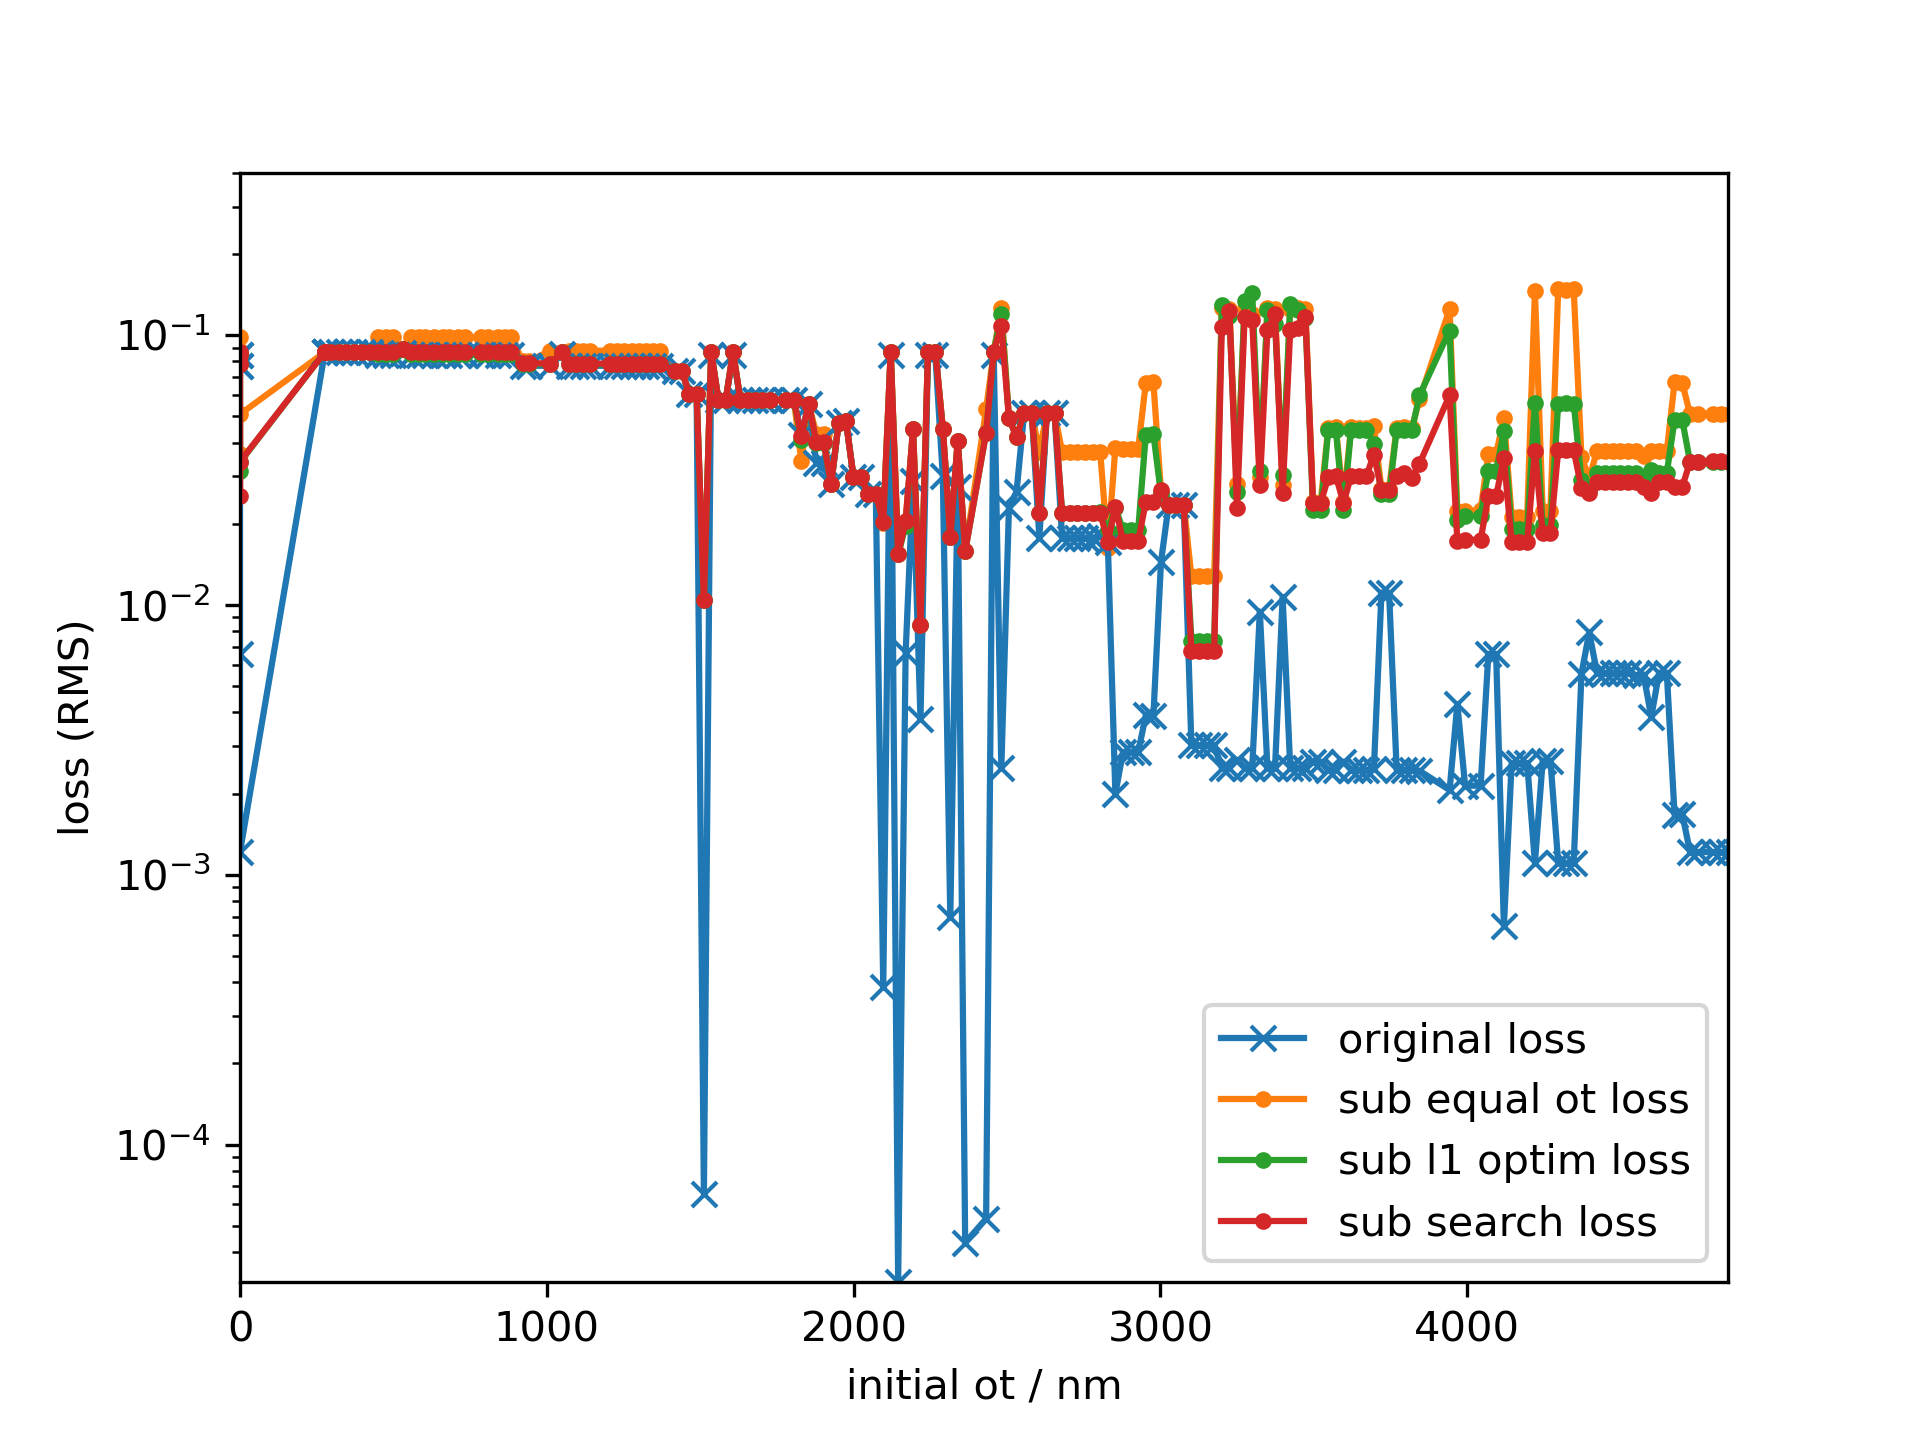 10⁻¹
10⁻²
10⁻³
10⁻⁴
loss (RMS)
0 1000 2000 3000 4000
initial ot / nm
original loss
sub equal ot loss
sub l1 optim loss
sub search loss